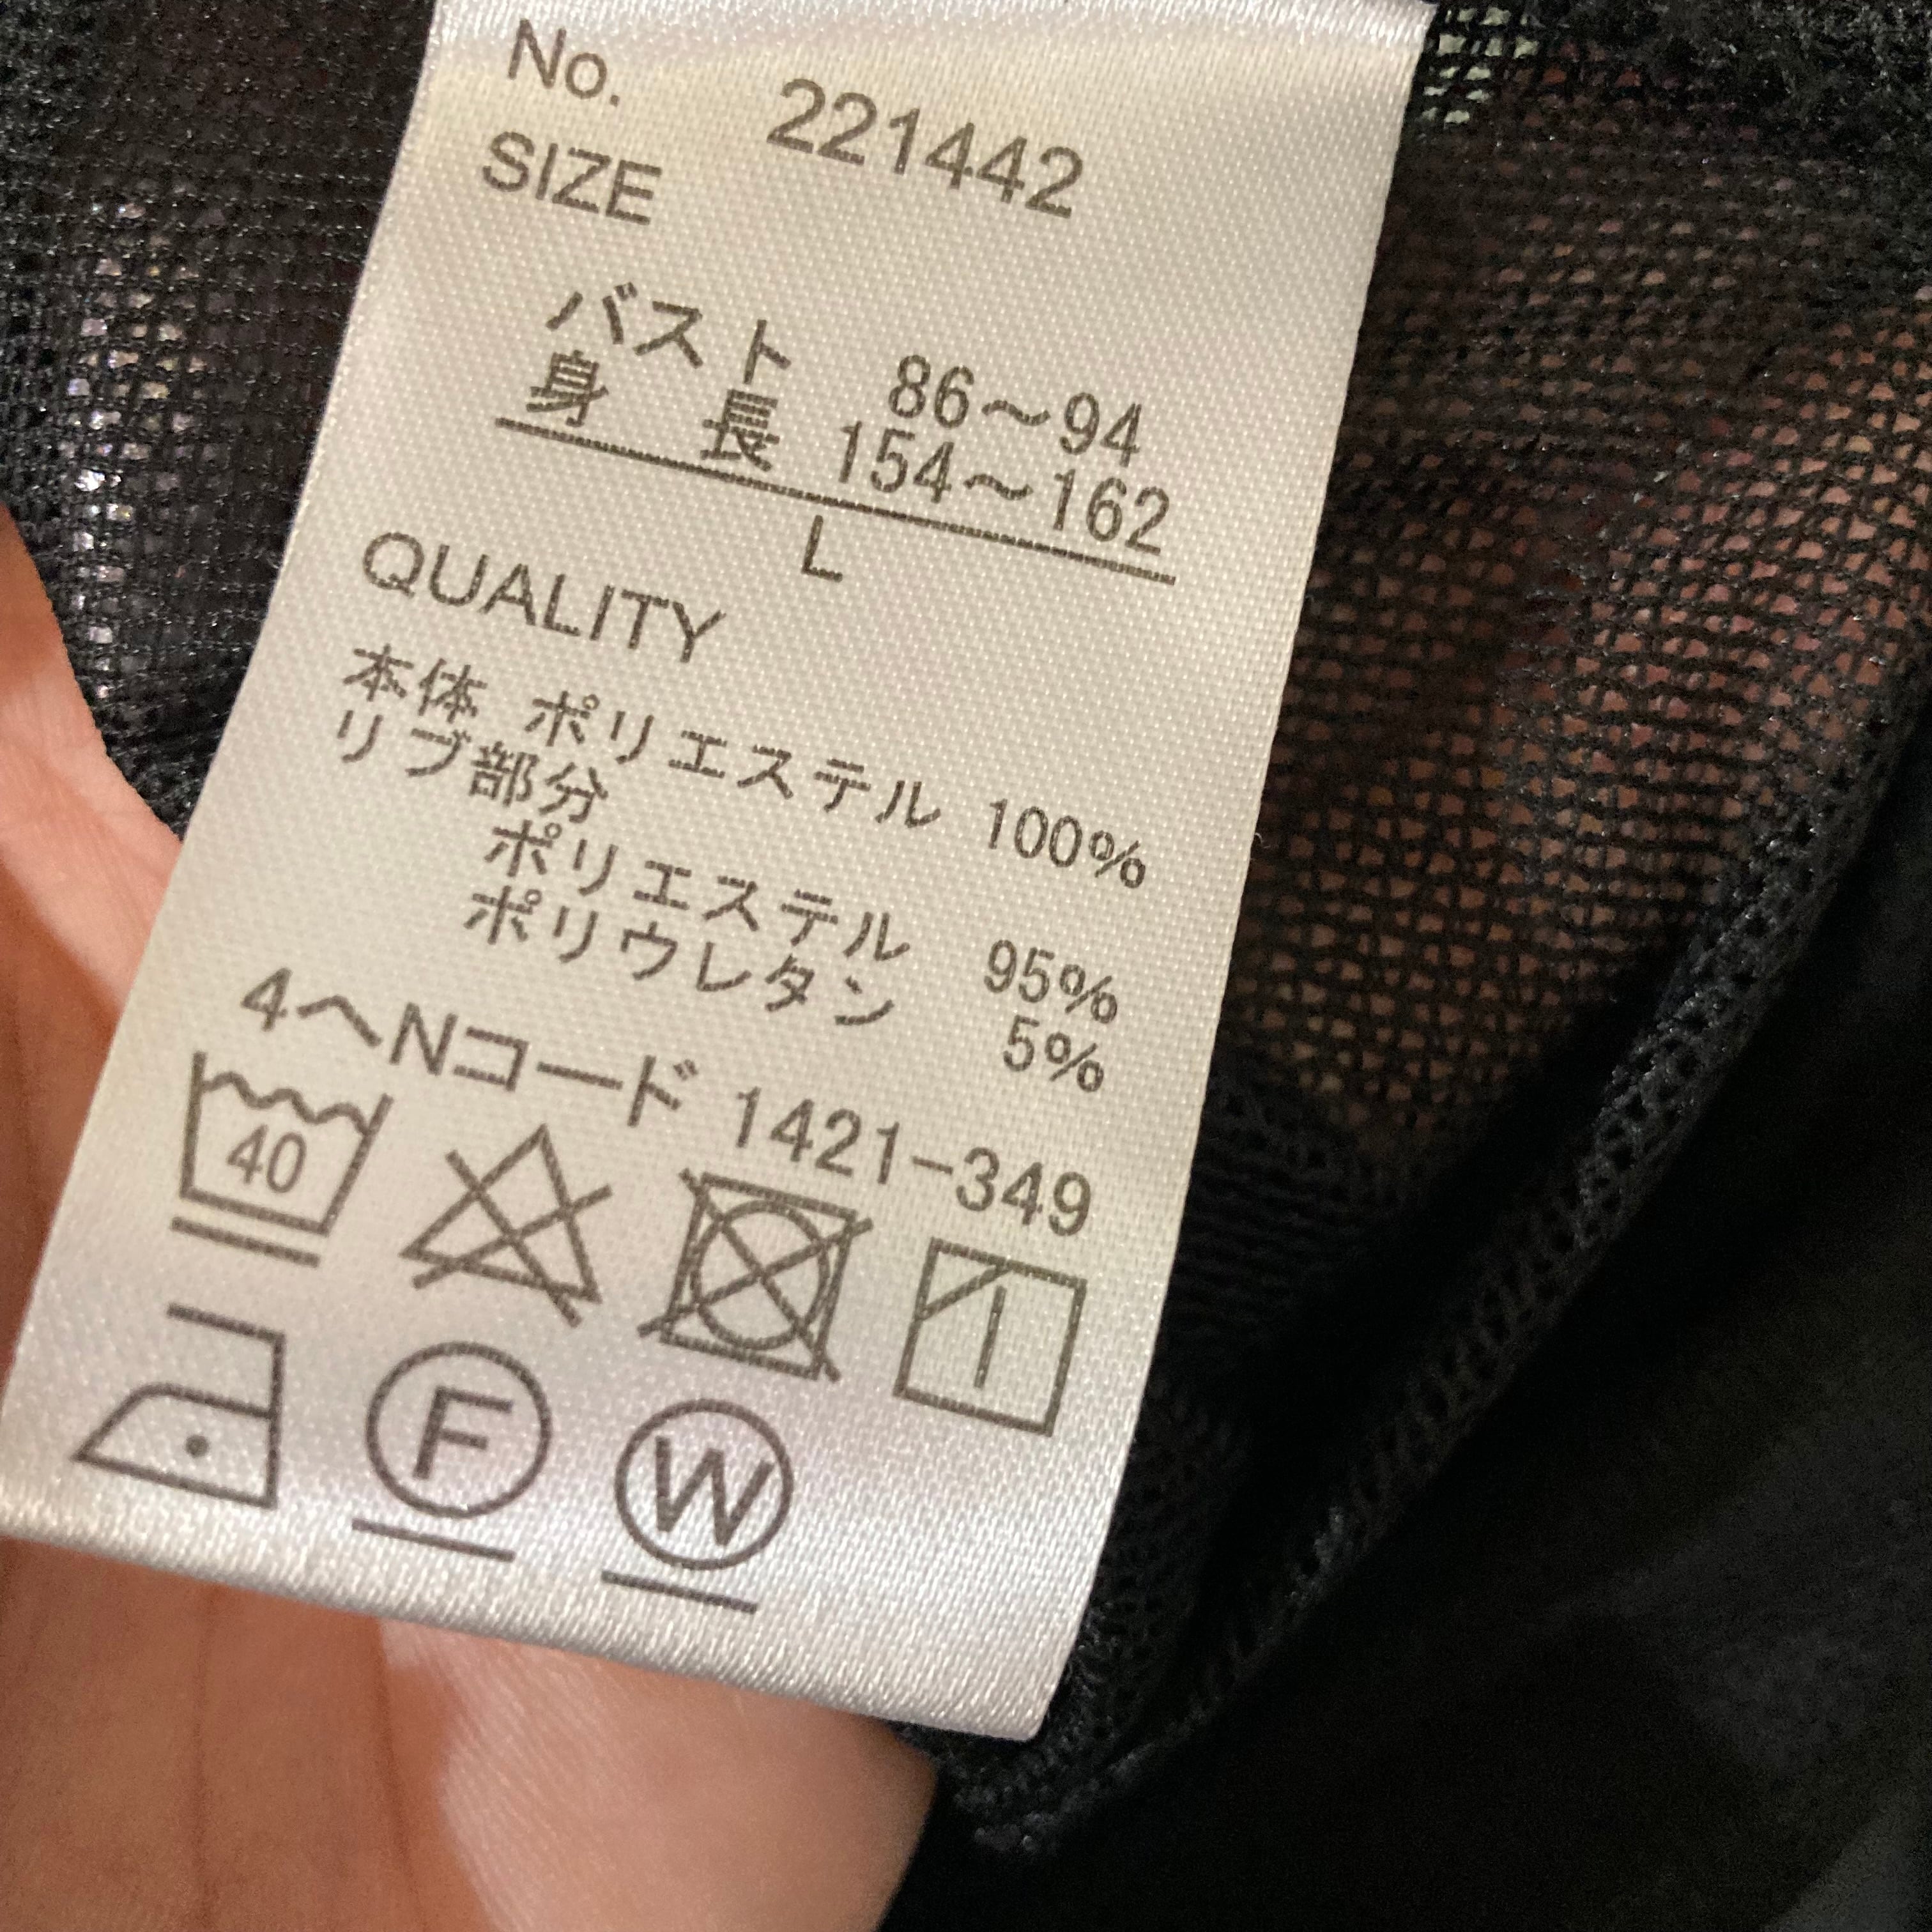 No. 221442
SIZE
バスト 86～94
身長 154～162
L
QUALITY
本体 ポリエステル 100%
リブ部分
ポリエステル 95%
ポリウレタン 5%
4ヘNコード 1421-349
40
F
W